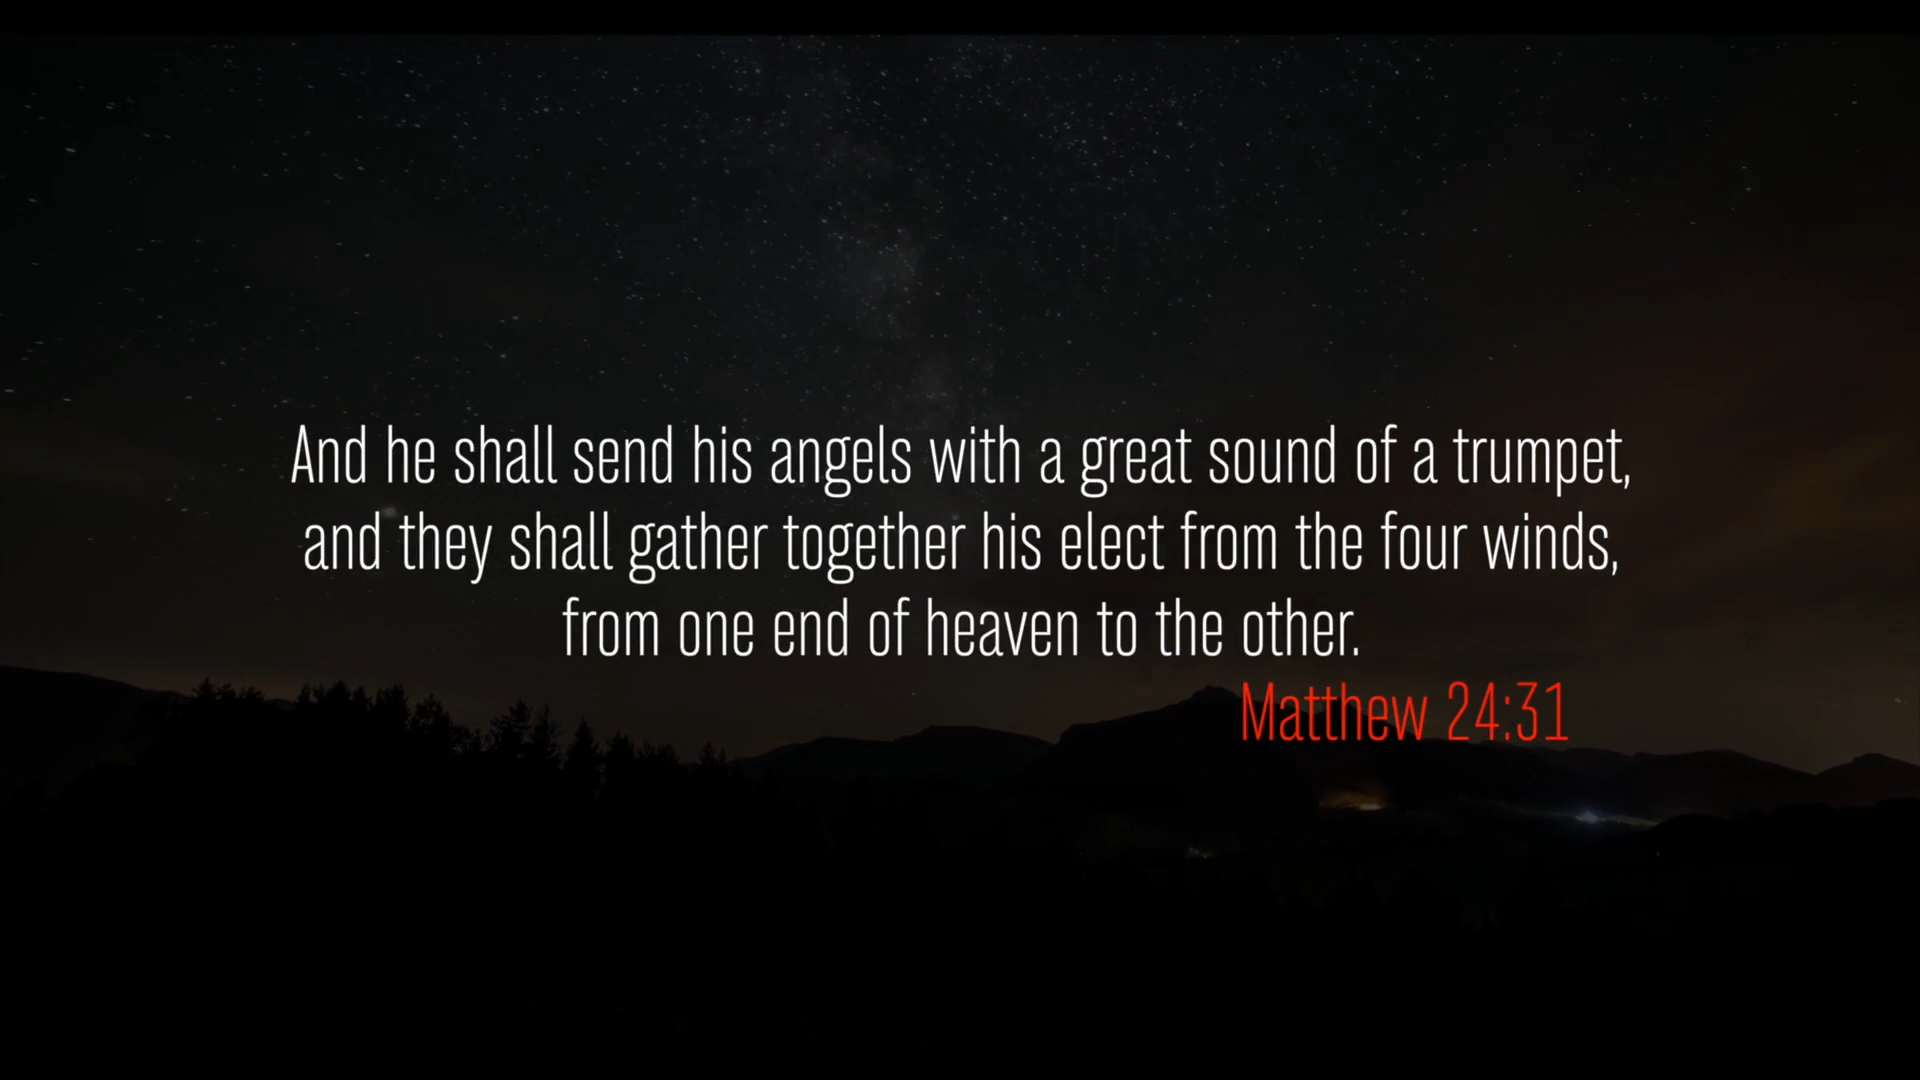 And he shall send his angels with a great sound of a trumpet,
and they shall gather together his elect from the four winds,
from one end of heaven to the other.
Matthew 24:31